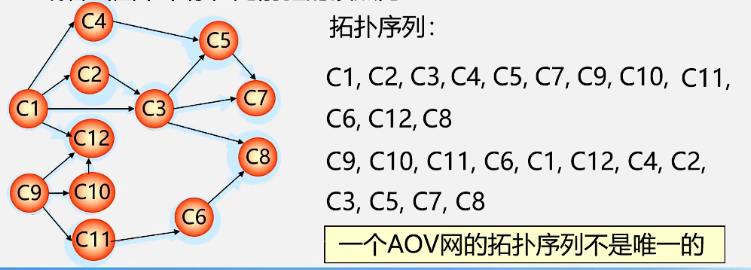 C4
C5
C2
C1
C3
C7
C12
C8
C9
C10
C6
C11
拓扑序列：
C1, C2, C3, C4, C5, C7, C9, C10, C11,
C6, C12, C8
C9, C10, C11, C6, C1, C12, C4, C2,
C3, C5, C7, C8
一个AOV网的拓扑序列不是唯一的